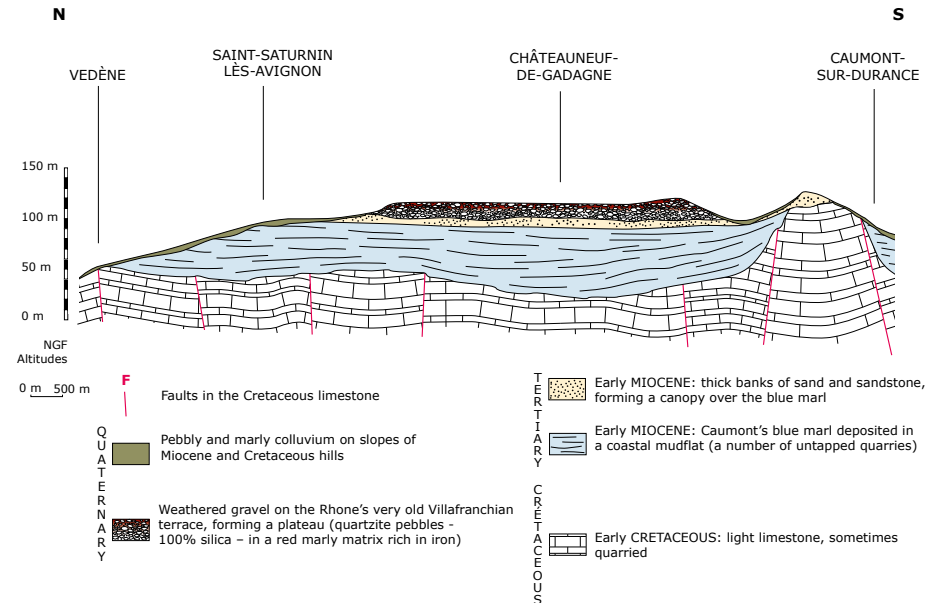 N
S
SAINT-SATURNIN
LÈS-AVIGNON
CHÂTEAUNEUF-
DE-GADAGNE
CAUMONT-
SUR-DURANCE
VEDÈNE
150 m
100 m
50 m
0 m
NGF
Altitudes
0 m 500 m
F
Faults in the Cretaceous limestone
QUATERNARY
Pebbly and marly colluvium on slopes of
Miocene and Cretaceous hills
Weathered gravel on the Rhone's very old Villafranchian
terrace, forming a plateau (quartzite pebbles -
100% silica – in a red marly matrix rich in iron)
TERTIARY
Early MIOCENE: thick banks of sand and sandstone,
forming a canopy over the blue marl
Early MIOCENE: Caumont's blue marl deposited in
a coastal mudflat (a number of untapped quarries)
CRÉTACEOUS
Early CRETACEOUS: light limestone, sometimes
quarried